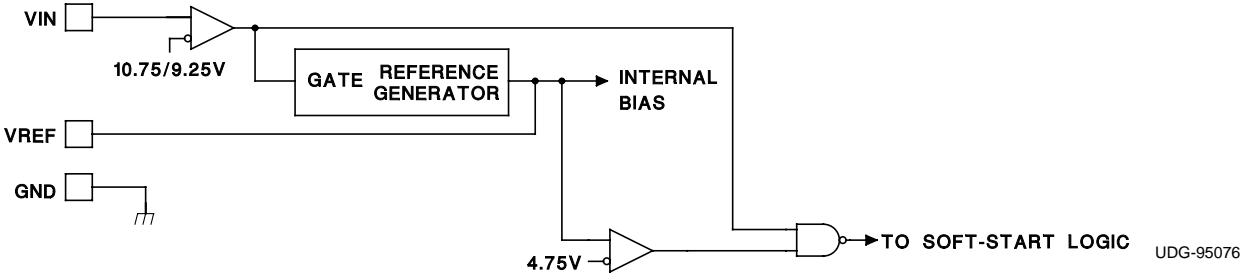 VIN
10.75/9.25V
GATE
REFERENCE
GENERATOR
INTERNAL
BIAS
VREF
GND
4.75V
TO SOFT-START LOGIC
UDG-95076